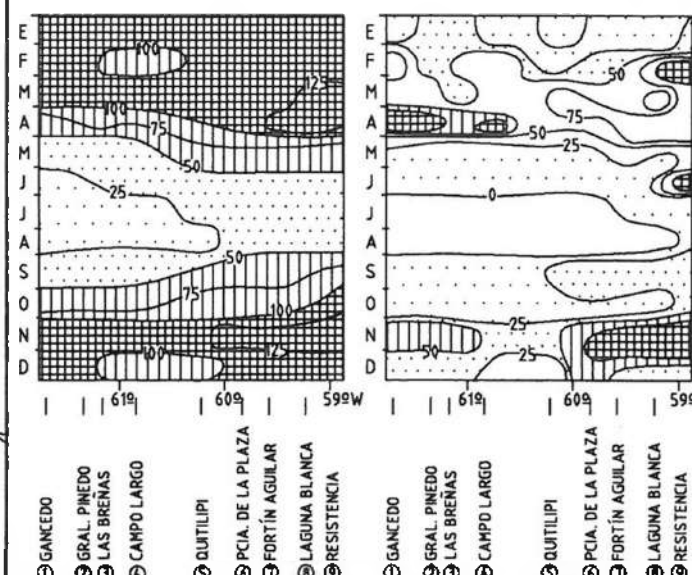 E
F
M
A
M
J
J
A
S
O
N
D
100
125
100
75
50
25
50
75
100
125
100
61º
60º
59ºW
① GANCEDO
② GRAL. PINEDO
③ LAS BREÑAS
④ CAMPO LARGO
⑤ QUITILIPI
⑥ PCIA. DE LA PLAZA
⑦ FORTÍN AGUILAR
⑧ LAGUNA BLANCA
⑨ RESISTENCIA
E
F
M
A
M
J
J
A
S
O
N
D
50
75
50
25
0
25
50
25
61º
60º
59º
① GANCEDO
② GRAL. PINEDO
③ LAS BREÑAS
④ CAMPO LARGO
⑤ QUITILIPI
⑥ PCIA. DE LA PLAZA
⑦ FORTÍN AGUILAR
⑧ LAGUNA BLANCA
⑨ RESISTENCIA